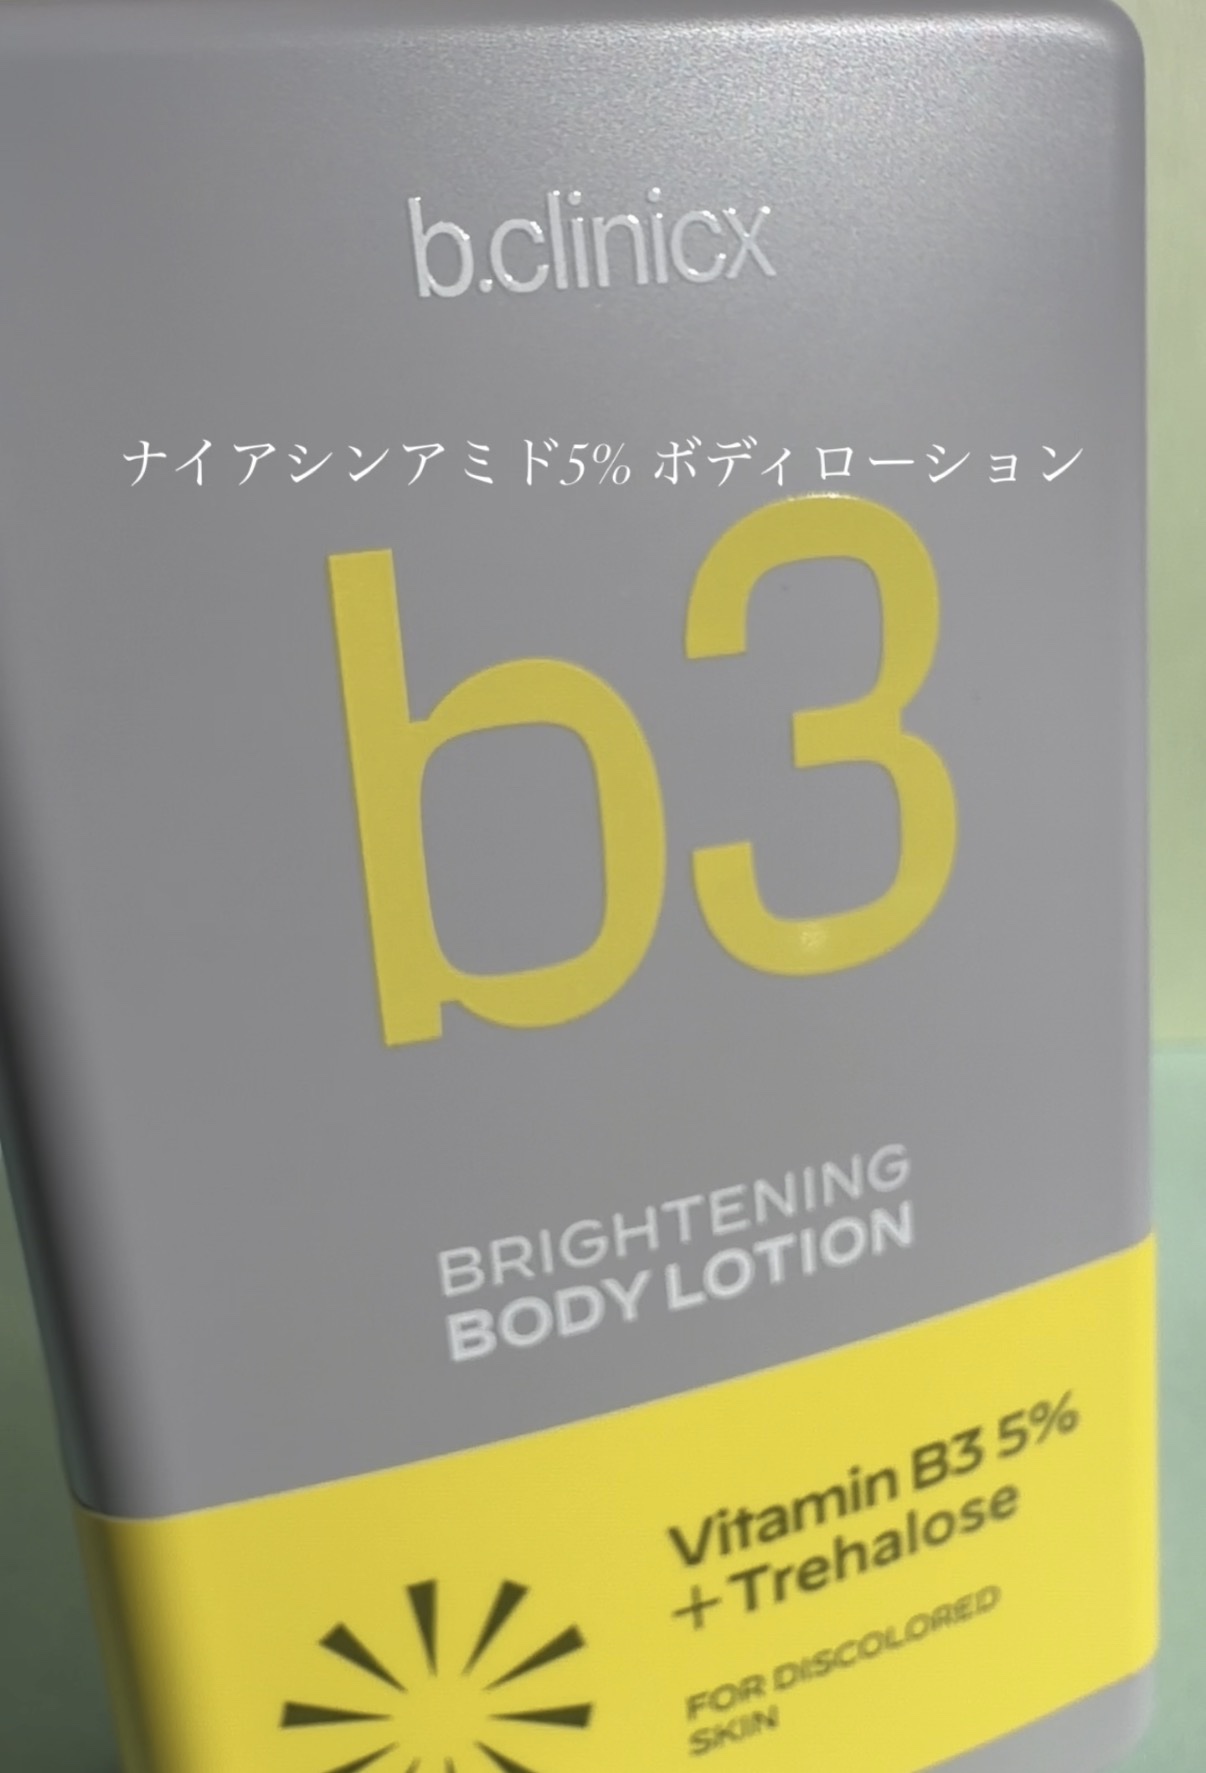 b.clinicx
ナイアシンアミド5% ボディローション
b3
BRIGHTENING
BODY LOTION
Vitamin B3 5%
+ Trehalose
FOR DISCOLORED
SKIN